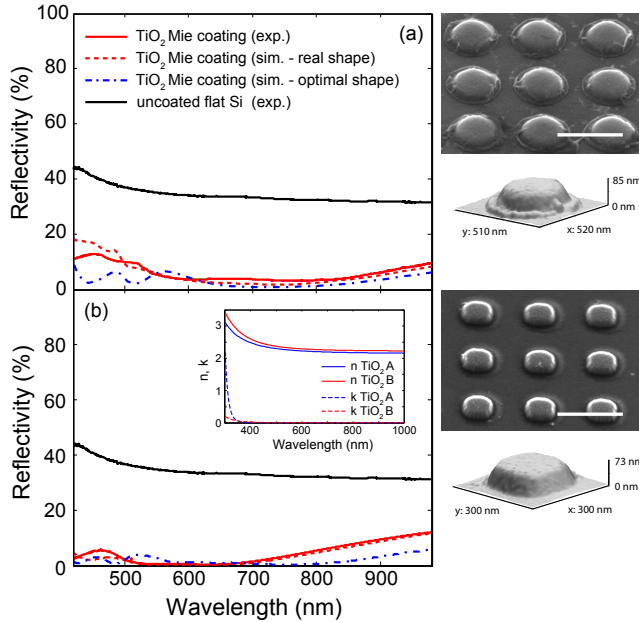 (a)
TiO2 Mie coating (exp.)
TiO2 Mie coating (sim. - real shape)
TiO2 Mie coating (sim. - optimal shape)
uncoated flat Si (exp.)
Reflectivity (%)
100
80
60
40
20
0
85 nm
0 nm
y: 510 nm
x: 520 nm
(b)
Reflectivity (%)
80
60
40
20
0
n, k
4
3
2
1
0
n TiO2 A
n TiO2 B
k TiO2 A
k TiO2 B
400
600
800
1000
Wavelength (nm)
500
600
700
800
900
Wavelength (nm)
73 nm
0 nm
y: 300 nm
x: 300 nm